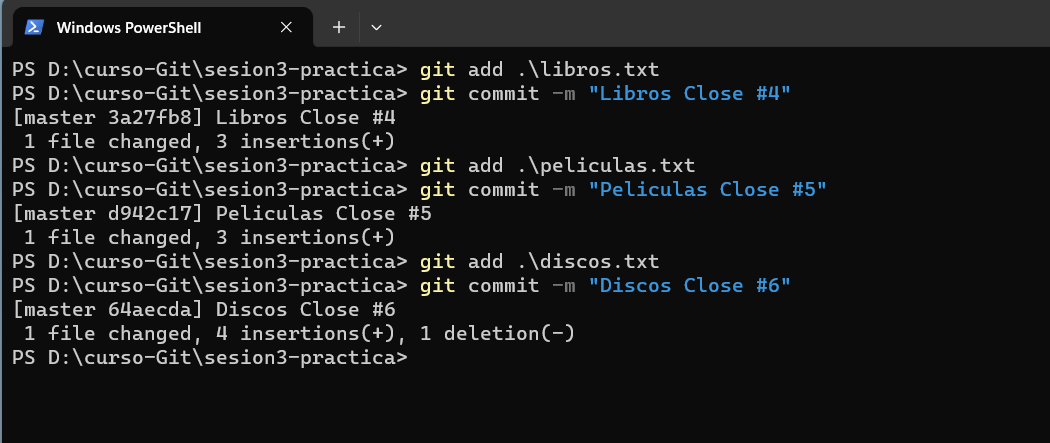 Windows PowerShell
PS D:\curso-Git\sesion3-practica> git add .\libros.txt
PS D:\curso-Git\sesion3-practica> git commit -m "Libros Close #4"
[master 3a27fb8] Libros Close #4
 1 file changed, 3 insertions(+)
PS D:\curso-Git\sesion3-practica> git add .\peliculas.txt
PS D:\curso-Git\sesion3-practica> git commit -m "Peliculas Close #5"
[master d942c17] Peliculas Close #5
 1 file changed, 3 insertions(+)
PS D:\curso-Git\sesion3-practica> git add .\discos.txt
PS D:\curso-Git\sesion3-practica> git commit -m "Discos Close #6"
[master 64aecda] Discos Close #6
 1 file changed, 4 insertions(+), 1 deletion(-)
PS D:\curso-Git\sesion3-practica>